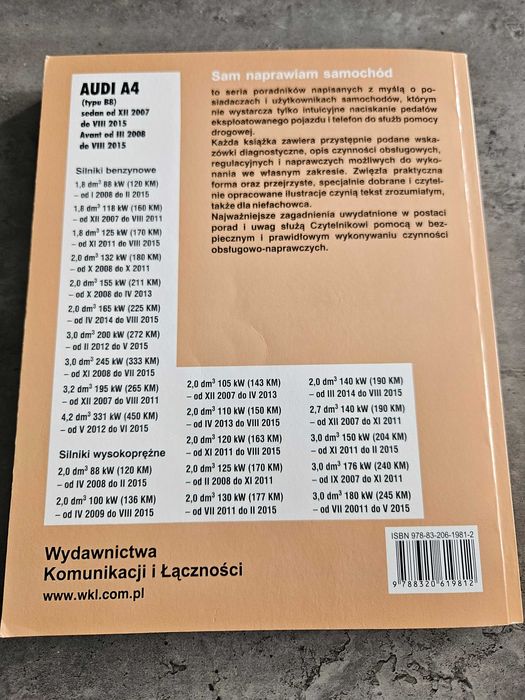 AUDI A4
(typu B8)
sedan od XII 2007
do VIII 2015
Avant od III 2008
do VIII 2015
Silniki benzynowe
1,8 dm³ 88 kW (120 KM)
– od I 2008 do II 2015
1,8 dm³ 118 kW (160 KM)
– od XII 2007 do VIII 2011
1,8 dm³ 125 kW (170 KM)
– od XI 2011 do VIII 2015
2,0 dm³ 132 kW (180 KM)
– od X 2008 do X 2011
2,0 dm³ 155 kW (211 KM)
– od X 2008 do IV 2013
2,0 dm³ 165 kW (225 KM)
– od IV 2014 do VIII 2015
3,0 dm³ 200 kW (272 KM)
– od II 2012 do V 2015
3,0 dm³ 245 kW (333 KM)
– od XI 2008 do VII 2015
3,2 dm³ 195 kW (265 KM)
– od XII 2007 do VIII 2011
4,2 dm³ 331 kW (450 KM)
– od V 2012 do VI 2015
Silniki wysokoprężne
2,0 dm³ 88 kW (120 KM)
– od IV 2008 do II 2015
2,0 dm³ 100 kW (136 KM)
– od IV 2009 do VIII 2015
2,0 dm³ 105 kW (143 KM)
– od XII 2007 do IV 2013
2,0 dm³ 110 kW (150 KM)
– od IV 2013 do VIII 2015
2,0 dm³ 120 kW (163 KM)
– od XI 2011 do VIII 2015
2,0 dm³ 125 kW (170 KM)
– od II 2008 do XI 2011
2,0 dm³ 130 kW (177 KM)
– od VII 2011 do II 2015
2,0 dm³ 140 kW (190 KM)
– od III 2014 do VIII 2015
2,7 dm³ 140 kW (190 KM)
– od XII 2007 do XI 2011
3,0 dm³ 150 kW (204 KM)
– od XI 2011 do II 2015
3,0 dm³ 176 kW (240 KM)
– od IX 2007 do XI 2011
3,0 dm³ 180 kW (245 KM)
– od VII 20011 do V 2015
Sam naprawiam samochód
to seria poradników napisanych z myślą o po-
siadaczach i użytkownikach samochodów, którym
nie wystarcza tylko intuicyjne naciskanie pedałów
eksploatowanego pojazdu i telefon do służb pomocy
drogowej.
Każda książka zawiera przystępnie podane wska-
zówki diagnostyczne, opis czynności obsługowych,
regulacyjnych i naprawczych możliwych do wyko-
nania we własnym zakresie. Zwięzła praktyczna
forma oraz przejrzyste, specjalnie dobrane i czytel-
nie opracowane ilustracje czynią tekst zrozumiałym,
także dla niefachowca.
Najważniejsze zagadnienia uwydatnione w postaci
porad i uwag służą Czytelnikowi pomocą w bez-
piecznym i prawidłowym wykonywaniu czynności
obsługowo-naprawczych.
Wydawnictwa
Komunikacji i Łączności
www.wkl.com.pl
ISBN 978-83-206-1981-2
9 788320 619812